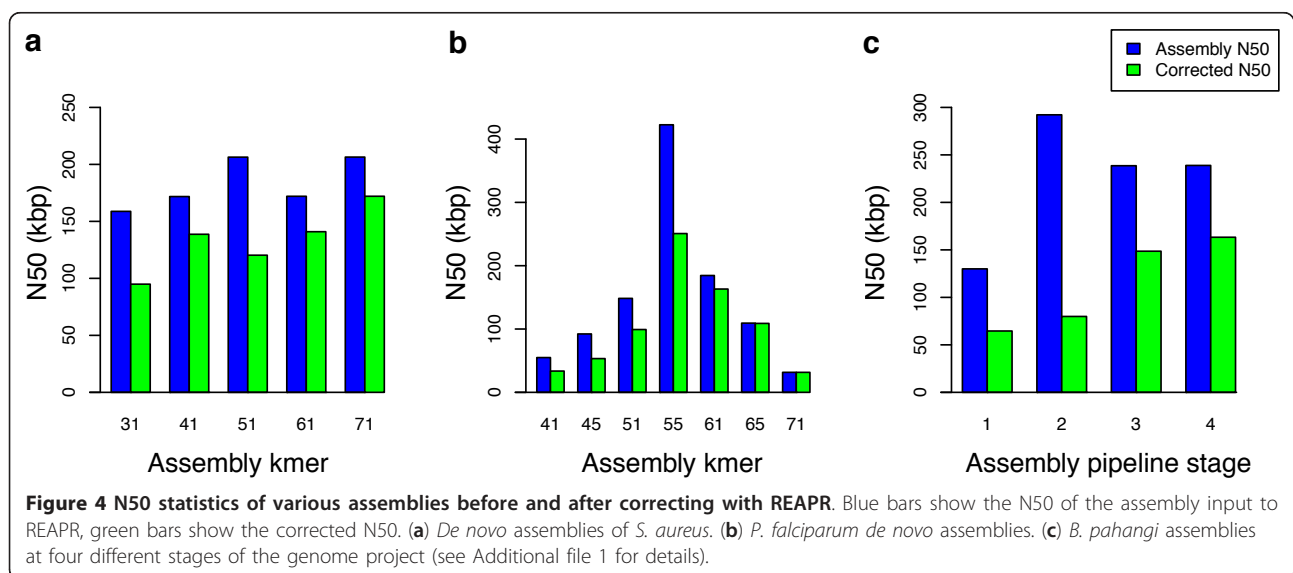 a
b
c
Assembly N50
Corrected N50
N50 (kbp)
0
50
100
150
200
250
31 41 51 61 71
Assembly kmer
N50 (kbp)
0
100
200
300
400
41 45 51 55 61 65 71
Assembly kmer
N50 (kbp)
0
50
100
150
200
250
300
1 2 3 4
Assembly pipeline stage
Figure 4 N50 statistics of various assemblies before and after correcting with REAPR. Blue bars show the N50 of the assembly input to
REAPR, green bars show the corrected N50. (a) De novo assemblies of S. aureus. (b) P. falciparum de novo assemblies. (c) B. pahangi assemblies
at four different stages of the genome project (see Additional file 1 for details).